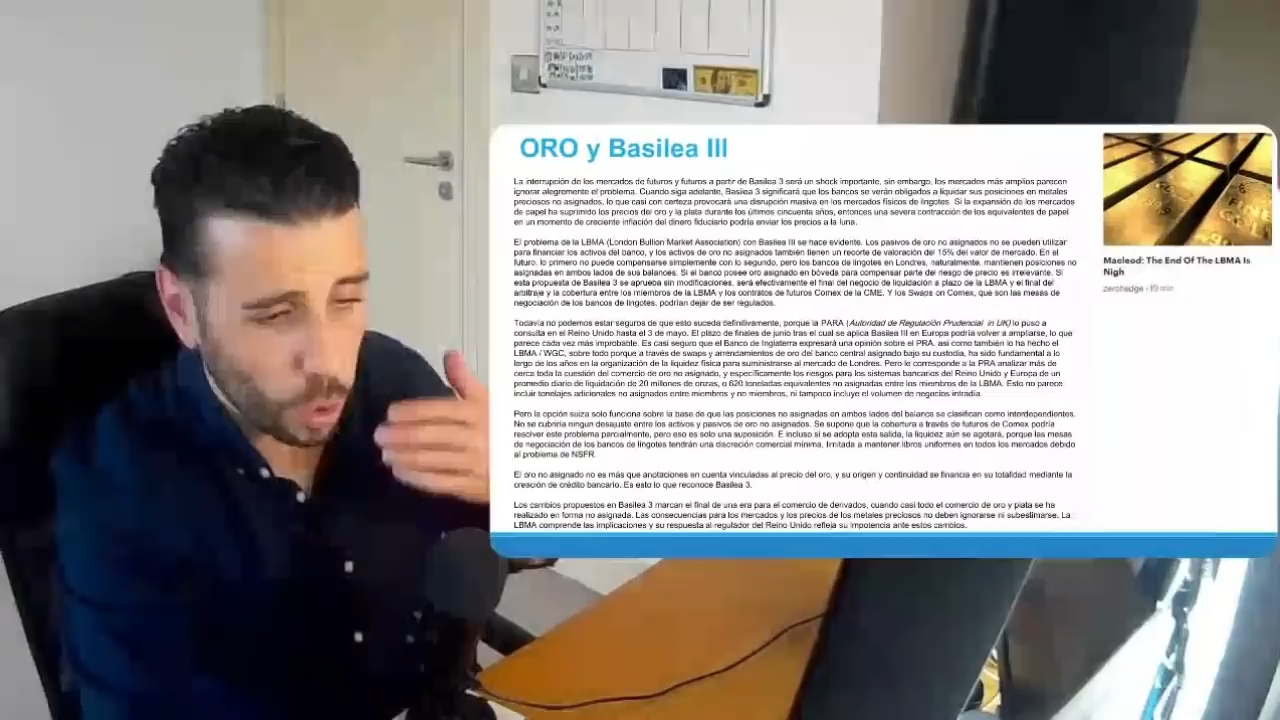 ORO y Basilea III
La interrupción de los mercados de futuros y futuros a partir de Basilea 3 será un shock importante, sin embargo, los mercados más amplios parecen
ignorar alegremente el problema. Cuando siga adelante, Basilea 3 significará que los bancos se verán obligados a liquidar sus posiciones en metales
preciosos no asignados, lo que casi con certeza provocará una disrupción masiva en los mercados físicos de lingotes. Si la expansión de los mercados
de papel ha suprimido los precios del oro y la plata durante los últimos cincuenta años, entonces una severa contracción de los equivalentes de papel
en un momento de creciente inflación del dinero fiduciario podría enviar los precios a la luna.
El problema de la LBMA (London Bullion Market Association) con Basilea III se hace evidente. Los pasivos de oro no asignados no se pueden utilizar
para financiar los activos del banco, y los activos de oro no asignados también tienen un recorte de valoración del 15% del valor de mercado. En el
futuro, lo primero no puede compensarse simplemente con lo segundo, pero los bancos de lingotes en Londres, naturalmente, mantienen posiciones no
asignadas en ambos lados de sus balances. Si el banco posee oro asignado en bóveda para compensar parte del riesgo de precio es irrelevante. Si
esta propuesta de Basilea 3 se aprueba sin modificaciones, será efectivamente el final del negocio de liquidación a plazo de la LBMA y el final del
arbitraje y la cobertura entre los miembros de la LBMA y los contratos de futuros Comex de la CME. Y los Swaps on Comex, que son las mesas de
negociación de los bancos de lingotes, podrían dejar de ser regulados.
Todavía no podemos estar seguros de que esto suceda definitivamente, porque la PARA (Autoridad de Regulación Prudencial in UK) lo puso a
consulta en el Reino Unido hasta el 3 de mayo. El plazo de finales de junio tras el cual se aplica Basilea III en Europa podría volver a ampliarse, lo que
parece cada vez más improbable. Es casi seguro que el Banco de Inglaterra expresará una opinión sobre el PRA, así como también lo ha hecho el
LBMA / WGC, sobre todo porque a través de swaps y arrendamientos de oro del banco central asignado bajo su custodia, ha sido fundamental a lo
largo de los años en la organización de la liquidez física para suministrarse al mercado de Londres. Pero le corresponde a la PRA analizar más de
cerca toda la cuestión del comercio de oro no asignado, y específicamente los riesgos para los sistemas bancarios del Reino Unido y Europa de un
promedio diario de liquidación de 20 millones de onzas, o 620 toneladas equivalentes no asignadas entre los miembros de la LBMA. Esto no parece
incluir tonelajes adicionales no asignados entre miembros y no miembros, ni tampoco incluye el volumen de negocios intradía.
Pero la opción suiza solo funciona sobre la base de que las posiciones no asignadas en ambos lados del balance se clasifican como interdependientes.
No se cubriría ningún desajuste entre los activos y pasivos de oro no asignados. Se supone que la cobertura a través de futuros de Comex podría
resolver este problema parcialmente, pero eso es solo una suposición. E incluso si se adopta esta salida, la liquidez aún se agotará, porque las mesas
de negociación de los bancos de lingotes tendrán una discreción comercial mínima, limitada a mantener libros uniformes en todos los mercados debido
al problema de NSFR.
El oro no asignado no es más que anotaciones en cuenta vinculadas al precio del oro, y su origen y continuidad se financia en su totalidad mediante la
creación de crédito bancario. Es esto lo que reconoce Basilea 3.
Los cambios propuestos en Basilea 3 marcan el final de una era para el comercio de derivados, cuando casi todo el comercio de oro y plata se ha
realizado en forma no asignada. Las consecuencias para los mercados y los precios de los metales preciosos no deben ignorarse ni subestimarse. La
LBMA comprende las implicaciones y su respuesta al regulador del Reino Unido refleja su impotencia ante estos cambios.
Macleod: The End Of The LBMA Is
Nigh
zerohedge • 19 min